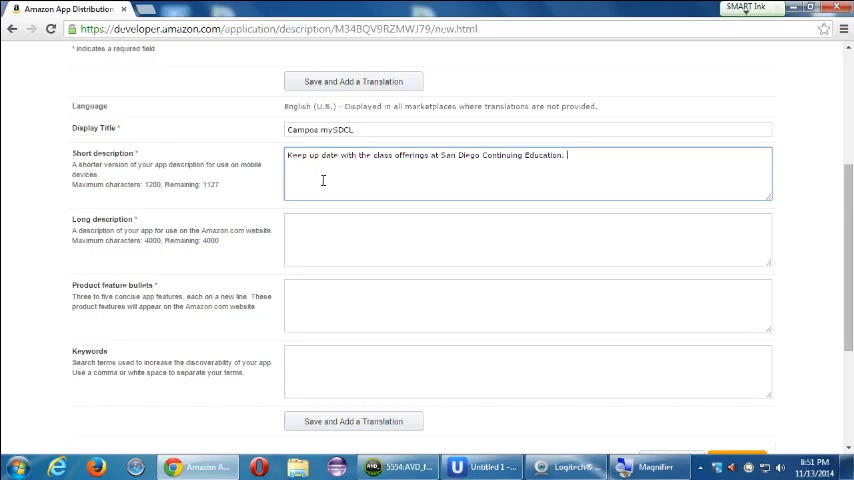 SMART Ink
Amazon App Distribution
https://developer.amazon.com/application/description/M34BQV9RZMWJ79/new.html
* indicates a required field.
Save and Add a Translation
Language
English (U.S.) - Displayed in all marketplaces where translations are not provided.
Display Title *
Campos mySDCL
Short description *
Keep up date with the class offerings at San Diego Continuing Education.
A shorter version of your app description for use on mobile
devices.
Maximum characters: 1200, Remaining: 1127
Long description *
A description of your app for use on the Amazon.com website.
Maximum characters: 4000, Remaining: 4000
Product feature bullets *
Three to five concise app features, each on a new line. These
product features will appear on the Amazon.com website.
Keywords
Search terms used to increase the discoverability of your app.
Use a comma or white space to separate your terms.
Save and Add a Translation
Amazon A...
5554:AVD_f...
Untitled 1 -...
Logitech® ...
Magnifier
8:51 PM
11/13/2014